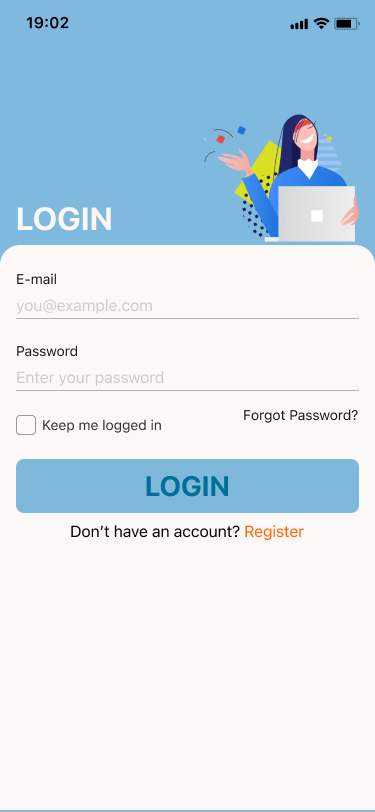 19:02
LOGIN
E-mail
you@example.com
Password
Enter your password
Keep me logged in
Forgot Password?
LOGIN
Don’t have an account? Register